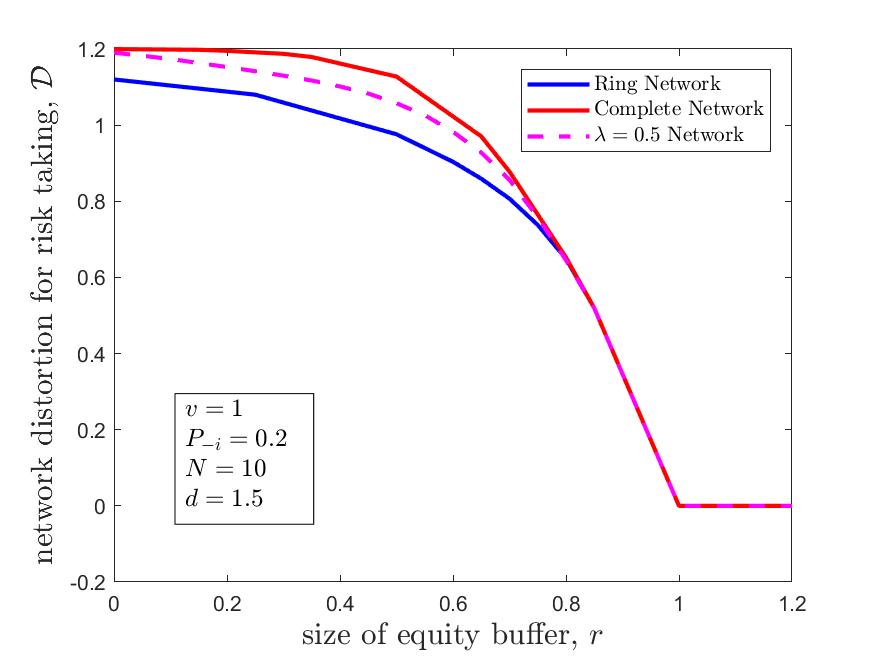 1.2
1
0.8
0.6
0.4
0.2
0
-0.2
network distortion for risk taking, 𝒟
Ring Network
Complete Network
λ = 0.5 Network
v = 1
P₋ᵢ = 0.2
N = 10
d = 1.5
0 0.2 0.4 0.6 0.8 1 1.2
size of equity buffer, r